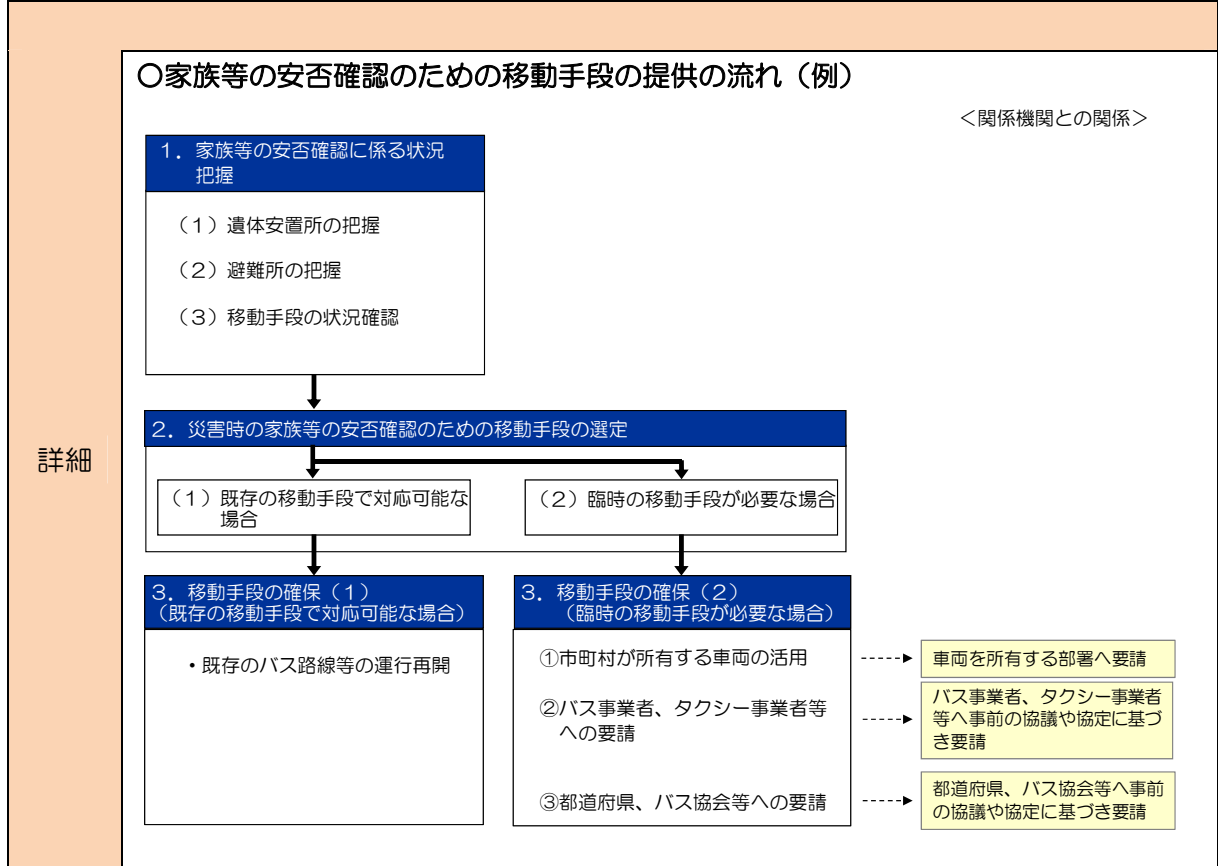 ○家族等の安否確認のための移動手段の提供の流れ（例）
＜関係機関との関係＞
１．家族等の安否確認に係る状況
把握
（１）遺体安置所の把握
（２）避難所の把握
（３）移動手段の状況確認
詳細
２．災害時の家族等の安否確認のための移動手段の選定
（１）既存の移動手段で対応可能な
場合
（２）臨時の移動手段が必要な場合
３．移動手段の確保（１）
（既存の移動手段で対応可能な場合）
・既存のバス路線等の運行再開
３．移動手段の確保（２）
（臨時の移動手段が必要な場合）
①市町村が所有する車両の活用
車両を所有する部署へ要請
②バス事業者、タクシー事業者等
への要請
バス事業者、タクシー事業者
等へ事前の協議や協定に基づ
き要請
③都道府県、バス協会等への要請
都道府県、バス協会等へ事前
の協議や協定に基づき要請